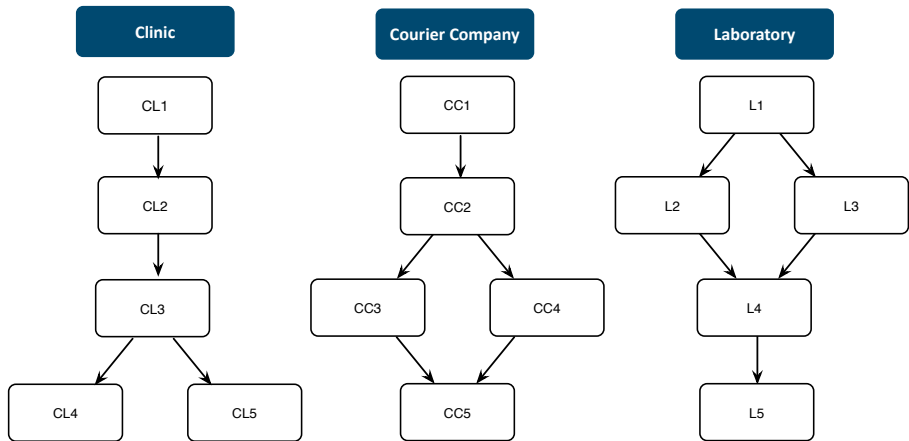 Clinic
Courier Company
Laboratory
CL1
CC1
L1
CL2
CC2
L2
L3
CL3
CC3
CC4
L4
CL4
CL5
CC5
L5